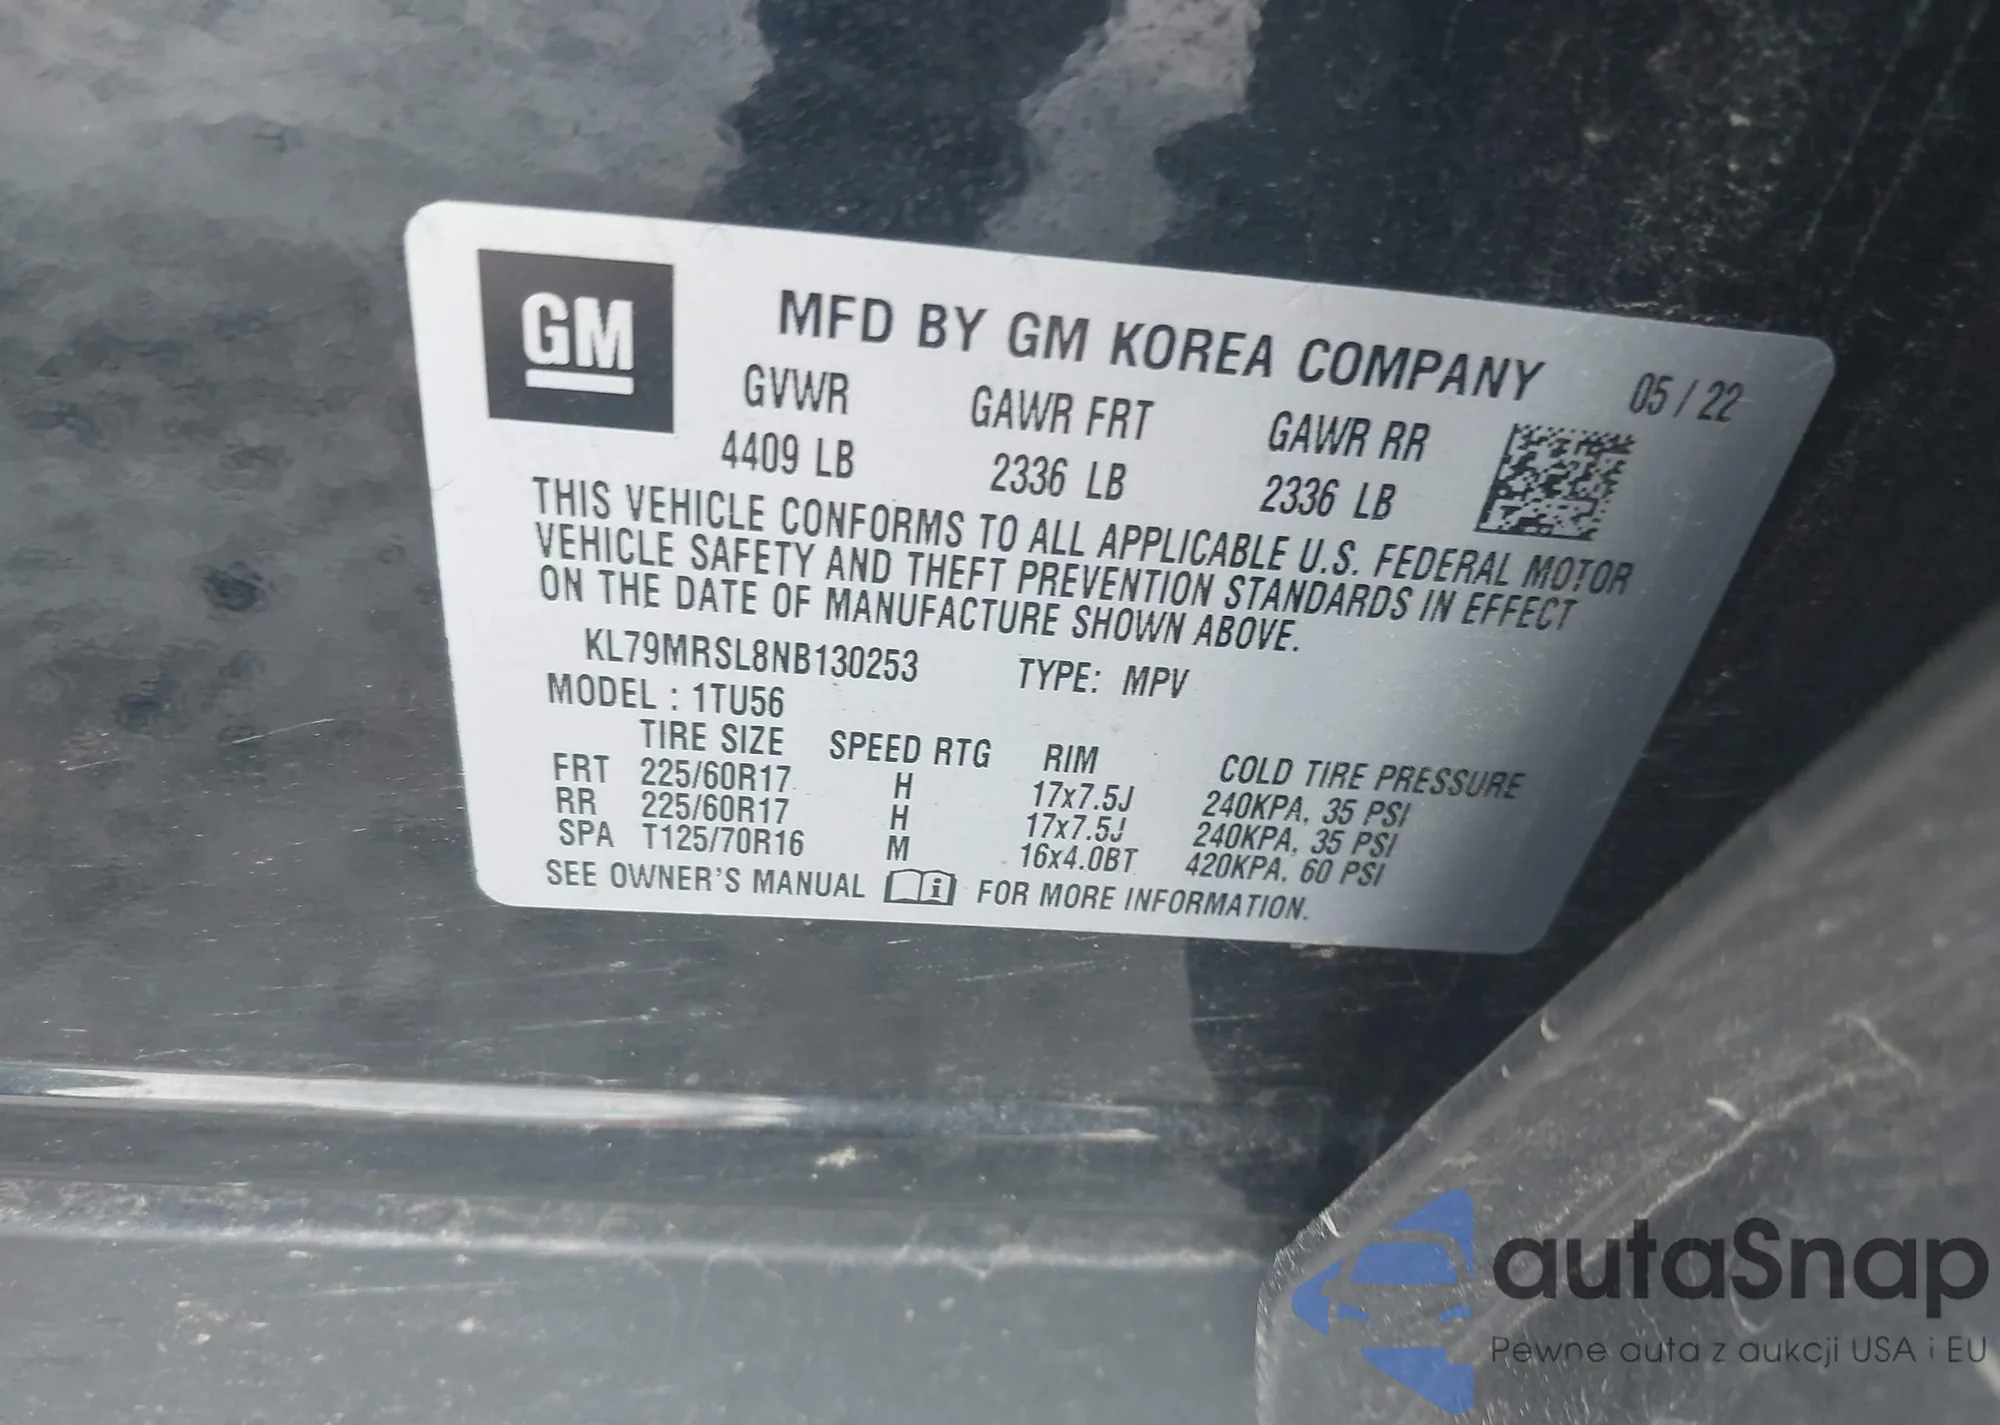 GM
MFD BY GM KOREA COMPANY 05 / 22
GVWR GAWR FRT GAWR RR
4409 LB 2336 LB 2336 LB
THIS VEHICLE CONFORMS TO ALL APPLICABLE U.S. FEDERAL MOTOR
VEHICLE SAFETY AND THEFT PREVENTION STANDARDS IN EFFECT
ON THE DATE OF MANUFACTURE SHOWN ABOVE.
KL79MRSL8NB130253 TYPE: MPV
MODEL : 1TU56
TIRE SIZE SPEED RTG RIM COLD TIRE PRESSURE
FRT 225/60R17 H 17x7.5J 240KPA, 35 PSI
RR 225/60R17 H 17x7.5J 240KPA, 35 PSI
SPA T125/70R16 M 16x4.0BT 420KPA, 60 PSI
SEE OWNER'S MANUAL i FOR MORE INFORMATION.
autaSnap
Pewne auta z aukcji USA i EU